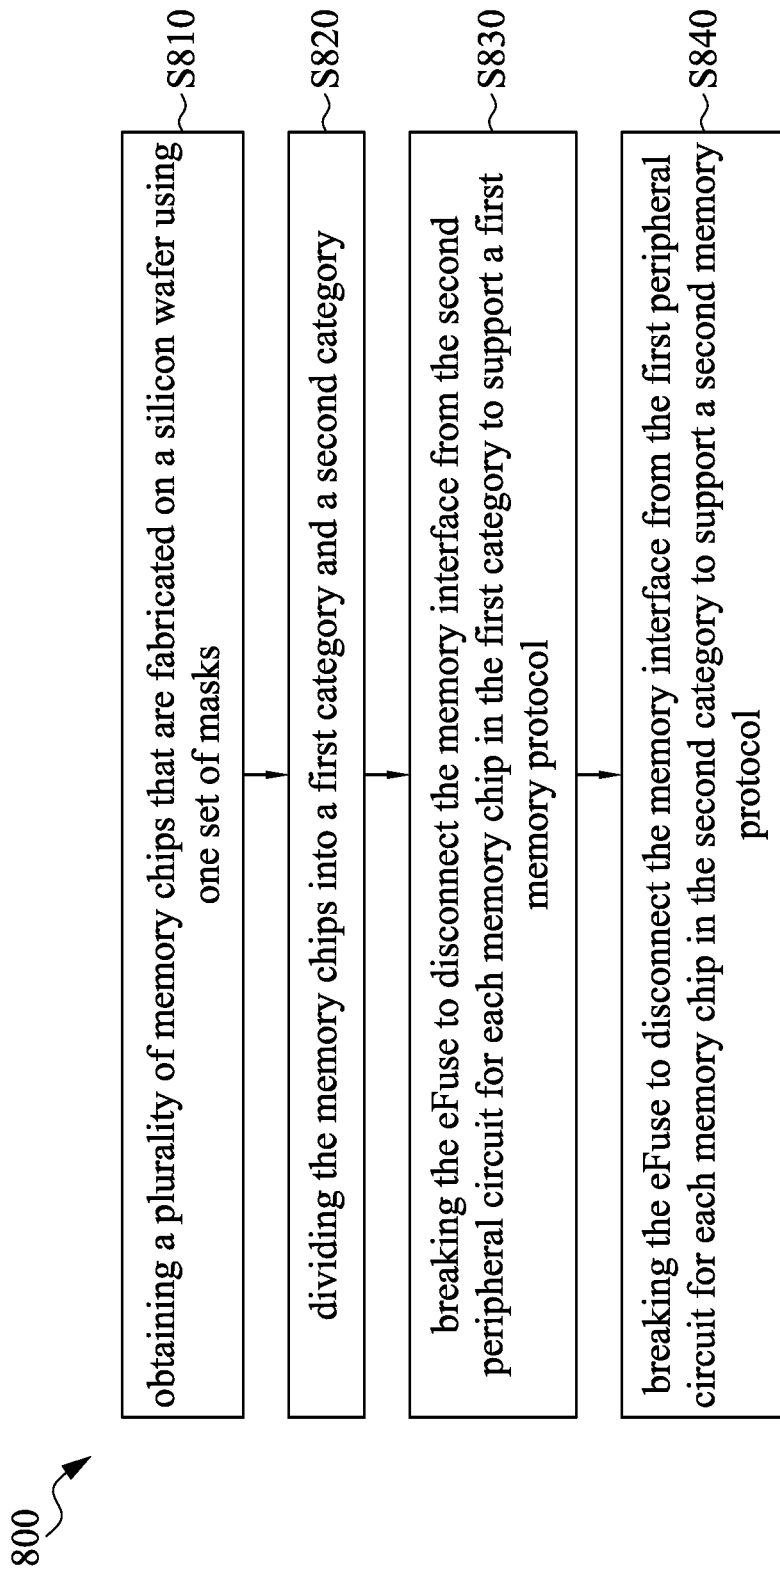 800
obtaining a plurality of memory chips that are fabricated on a silicon wafer using
one set of masks
S810
dividing the memory chips into a first category and a second category
S820
breaking the eFuse to disconnect the memory interface from the second
peripheral circuit for each memory chip in the first category to support a first
memory protocol
S830
breaking the eFuse to disconnect the memory interface from the first peripheral
circuit for each memory chip in the second category to support a second memory
protocol
S840